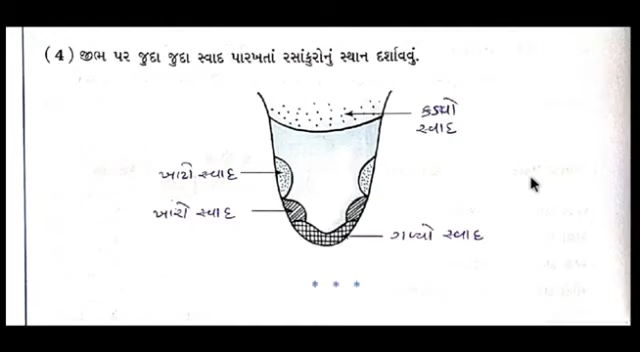 (4) જીભ પર જુદા જુદા સ્વાદ પારખતાં રસાંકુરોનું સ્થાન દર્શાવવું.
કડવો
સ્વાદ
ખાટો સ્વાદ
ખારો સ્વાદ
ગળ્યો સ્વાદ
* * *